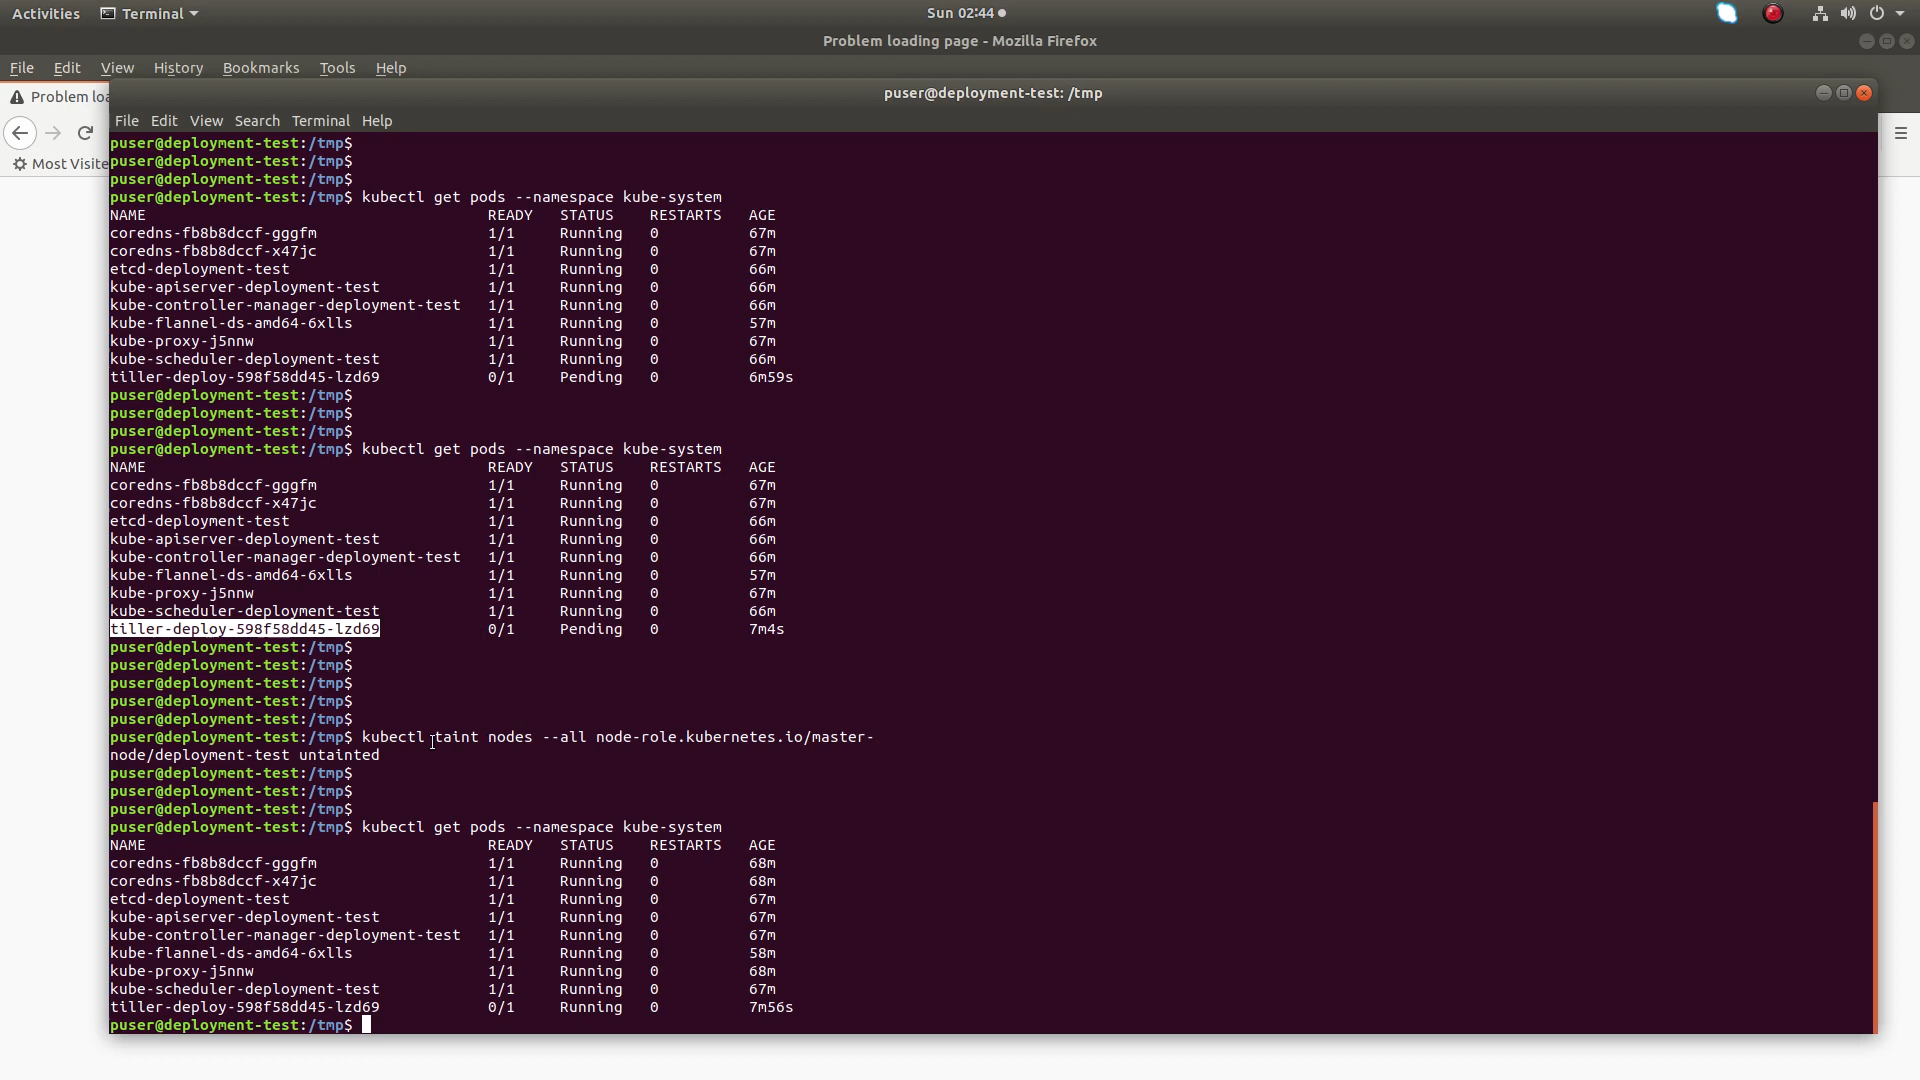 Activities Terminal Sun 02:44
Problem loading page - Mozilla Firefox
File Edit View History Bookmarks Tools Help
Problem loa
puser@deployment-test: /tmp
File Edit View Search Terminal Help
Most Visite
puser@deployment-test:/tmp$
puser@deployment-test:/tmp$
puser@deployment-test:/tmp$
puser@deployment-test:/tmp$ kubectl get pods --namespace kube-system
NAME READY STATUS RESTARTS AGE
coredns-fb8b8dccf-gggfm 1/1 Running 0 67m
coredns-fb8b8dccf-x47jc 1/1 Running 0 67m
etcd-deployment-test 1/1 Running 0 66m
kube-apiserver-deployment-test 1/1 Running 0 66m
kube-controller-manager-deployment-test 1/1 Running 0 66m
kube-flannel-ds-amd64-6xlls 1/1 Running 0 57m
kube-proxy-j5nnw 1/1 Running 0 67m
kube-scheduler-deployment-test 1/1 Running 0 66m
tiller-deploy-598f58dd45-lzd69 0/1 Pending 0 6m59s
puser@deployment-test:/tmp$
puser@deployment-test:/tmp$
puser@deployment-test:/tmp$
puser@deployment-test:/tmp$ kubectl get pods --namespace kube-system
NAME READY STATUS RESTARTS AGE
coredns-fb8b8dccf-gggfm 1/1 Running 0 67m
coredns-fb8b8dccf-x47jc 1/1 Running 0 67m
etcd-deployment-test 1/1 Running 0 66m
kube-apiserver-deployment-test 1/1 Running 0 66m
kube-controller-manager-deployment-test 1/1 Running 0 66m
kube-flannel-ds-amd64-6xlls 1/1 Running 0 57m
kube-proxy-j5nnw 1/1 Running 0 67m
kube-scheduler-deployment-test 1/1 Running 0 66m
tiller-deploy-598f58dd45-lzd69 0/1 Pending 0 7m4s
puser@deployment-test:/tmp$
puser@deployment-test:/tmp$
puser@deployment-test:/tmp$
puser@deployment-test:/tmp$
puser@deployment-test:/tmp$
puser@deployment-test:/tmp$ kubectl taint nodes --all node-role.kubernetes.io/master-
node/deployment-test untainted
puser@deployment-test:/tmp$
puser@deployment-test:/tmp$
puser@deployment-test:/tmp$
puser@deployment-test:/tmp$ kubectl get pods --namespace kube-system
NAME READY STATUS RESTARTS AGE
coredns-fb8b8dccf-gggfm 1/1 Running 0 68m
coredns-fb8b8dccf-x47jc 1/1 Running 0 68m
etcd-deployment-test 1/1 Running 0 67m
kube-apiserver-deployment-test 1/1 Running 0 67m
kube-controller-manager-deployment-test 1/1 Running 0 67m
kube-flannel-ds-amd64-6xlls 1/1 Running 0 58m
kube-proxy-j5nnw 1/1 Running 0 68m
kube-scheduler-deployment-test 1/1 Running 0 67m
tiller-deploy-598f58dd45-lzd69 0/1 Running 0 7m56s
puser@deployment-test:/tmp$